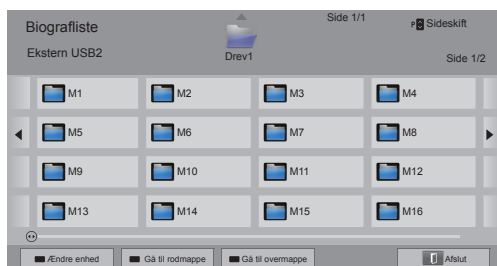 Biografliste
Side 1/1
P Sideskift
Ekstern USB2
Drev1
Side 1/2
M1 M2 M3 M4
M5 M6 M7 M8
M9 M10 M11 M12
M13 M14 M15 M16
Ændre enhed Gå til rodmappe Gå til overmappe Afslut